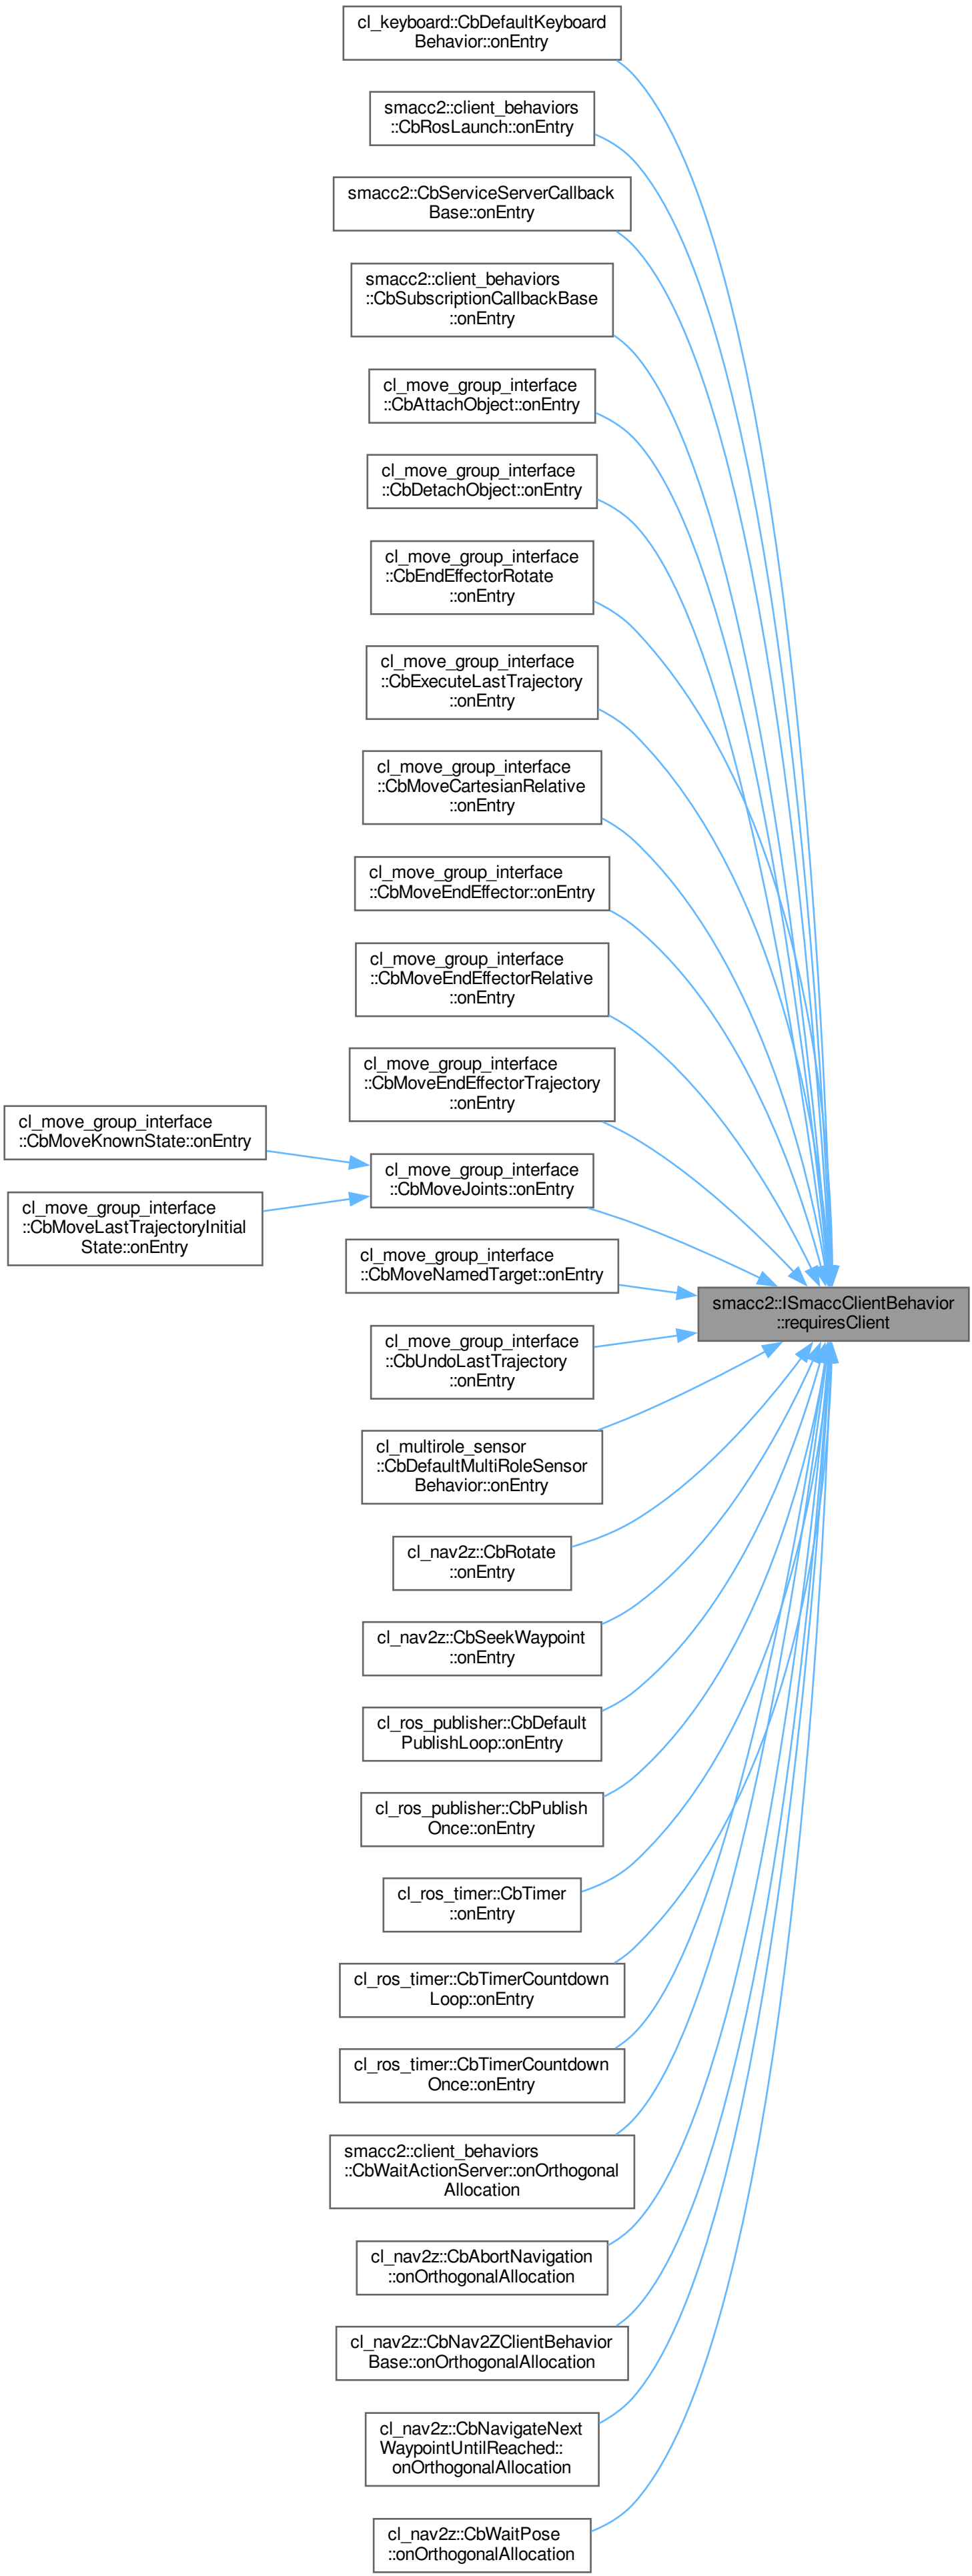 cl_keyboard::CbDefaultKeyboard
Behavior::onEntry
smacc2::client_behaviors
::CbRosLaunch::onEntry
smacc2::CbServiceServerCallback
Base::onEntry
smacc2::client_behaviors
::CbSubscriptionCallbackBase
::onEntry
cl_move_group_interface
::CbAttachObject::onEntry
cl_move_group_interface
::CbDetachObject::onEntry
cl_move_group_interface
::CbEndEffectorRotate
::onEntry
cl_move_group_interface
::CbExecuteLastTrajectory
::onEntry
cl_move_group_interface
::CbMoveCartesianRelative
::onEntry
cl_move_group_interface
::CbMoveEndEffector::onEntry
cl_move_group_interface
::CbMoveEndEffectorRelative
::onEntry
cl_move_group_interface
::CbMoveEndEffectorTrajectory
::onEntry
cl_move_group_interface
::CbMoveKnownState::onEntry
cl_move_group_interface
::CbMoveJoints::onEntry
cl_move_group_interface
::CbMoveLastTrajectoryInitial
State::onEntry
cl_move_group_interface
::CbMoveNamedTarget::onEntry
smacc2::ISmaccClientBehavior
::requiresClient
cl_move_group_interface
::CbUndoLastTrajectory
::onEntry
cl_multirole_sensor
::CbDefaultMultiRoleSensor
Behavior::onEntry
cl_nav2z::CbRotate
::onEntry
cl_nav2z::CbSeekWaypoint
::onEntry
cl_ros_publisher::CbDefault
PublishLoop::onEntry
cl_ros_publisher::CbPublish
Once::onEntry
cl_ros_timer::CbTimer
::onEntry
cl_ros_timer::CbTimerCountdown
Loop::onEntry
cl_ros_timer::CbTimerCountdown
Once::onEntry
smacc2::client_behaviors
::CbWaitActionServer::onOrthogonal
Allocation
cl_nav2z::CbAbortNavigation
::onOrthogonalAllocation
cl_nav2z::CbNav2ZClientBehavior
Base::onOrthogonalAllocation
cl_nav2z::CbNavigateNext
WaypointUntilReached::
onOrthogonalAllocation
cl_nav2z::CbWaitPose
::onOrthogonalAllocation